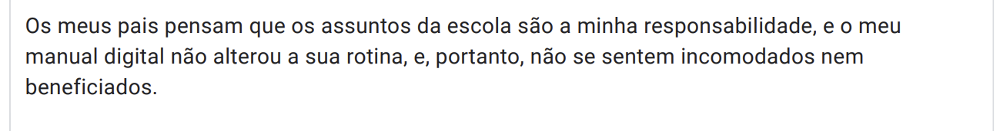 Os meus pais pensam que os assuntos da escola são a minha responsabilidade, e o meu
manual digital não alterou a sua rotina, e, portanto, não se sentem incomodados nem
beneficiados.